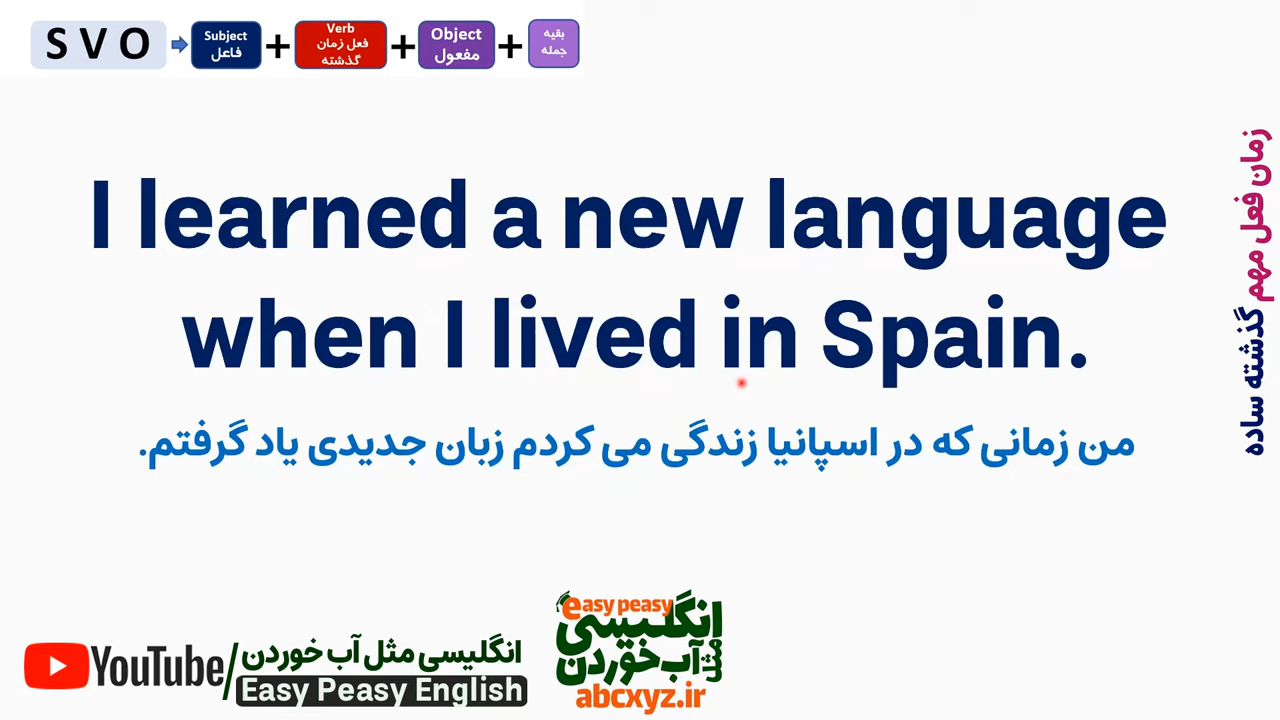 S V O
Subject
فاعل
+
Verb
فعل زمان
گذشته
+
Object
مفعول
+
بقیه
جمله
I learned a new language
when I lived in Spain.
من زمانی که در اسپانیا زندگی می کردم زبان جدیدی یاد گرفتم.
زمان فعل مهم گذشته ساده
YouTube/انگلیسی مثل آب خوردن
Easy Peasy English
easy peasy
انگلیسی
مثل
آب خوردن
abcxyz.ir